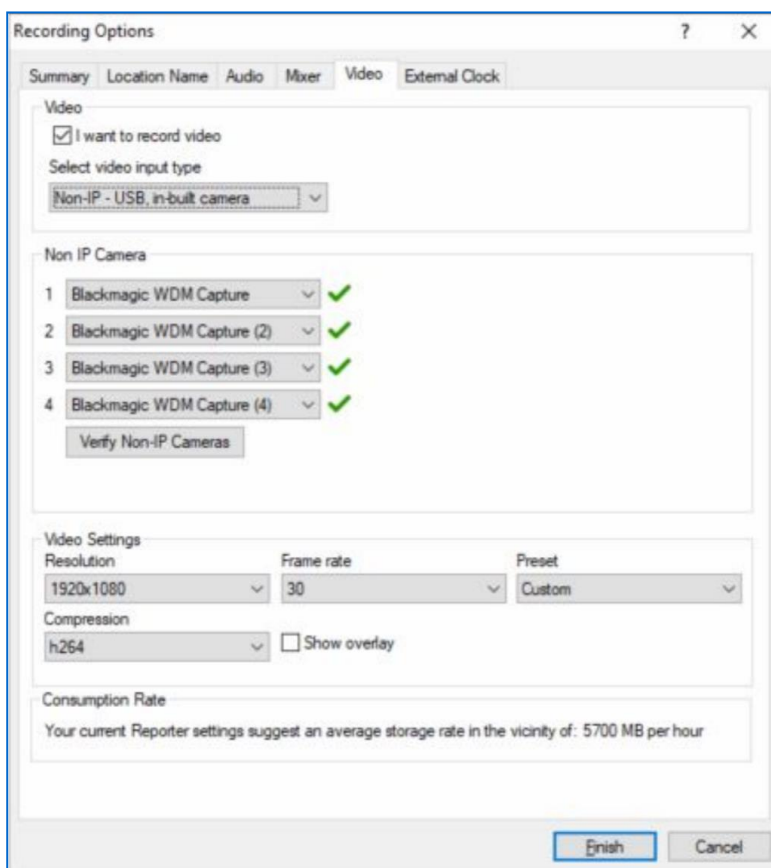 Recording Options ?
Summary Location Name Audio Mixer Video External Clock
Video
I want to record video
Select video input type
Non-IP - USB, in-built camera
Non IP Camera
1 Blackmagic WDM Capture
2 Blackmagic WDM Capture (2)
3 Blackmagic WDM Capture (3)
4 Blackmagic WDM Capture (4)
Verify Non-IP Cameras
Video Settings
Resolution Frame rate Preset
1920x1080 30 Custom
Compression
h264 Show overlay
Consumption Rate
Your current Reporter settings suggest an average storage rate in the vicinity of: 5700 MB per hour
Finish Cancel